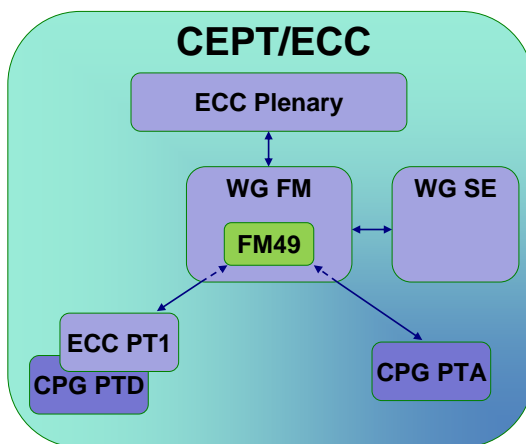 CEPT/ECC
ECC Plenary
WG FM
WG SE
FM49
ECC PT1
CPG PTD
CPG PTA